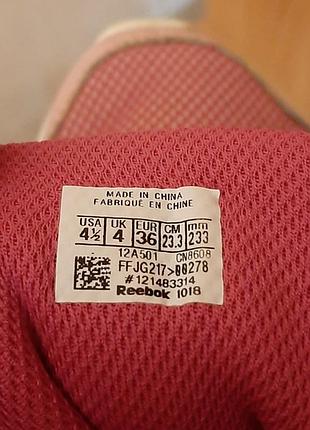 MADE IN CHINA
FABRIQUÉ EN CHINE
USA UK EUR CM mm
4½ 4 36 23.3 233
12A501 CN8608
FFJG217>00278
#121483314
Reebok 1018